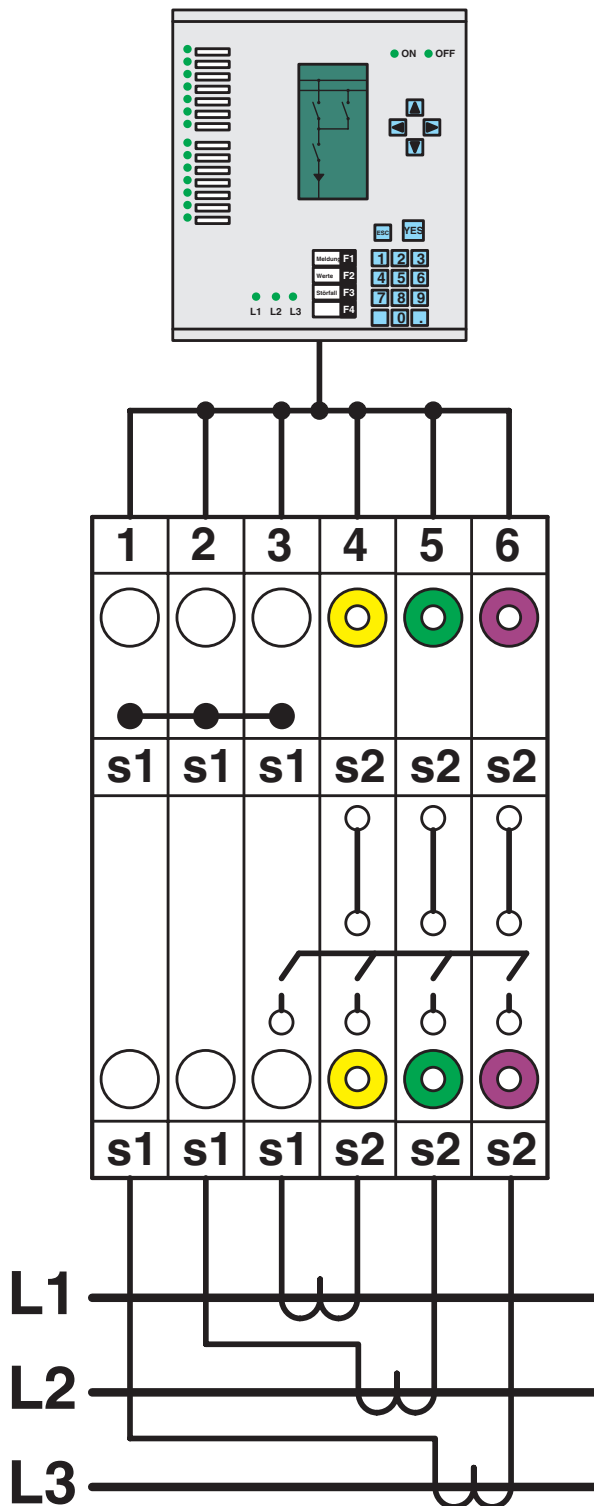 ON OFF
ESC YES
Meldung F1
Werte F2
Störfall F3
F4
1 2 3
4 5 6
7 8 9
0 .
L1 L2 L3
1 2 3 4 5 6
s1 s1 s1 s2 s2 s2
s1 s1 s1 s2 s2 s2
L1
L2
L3